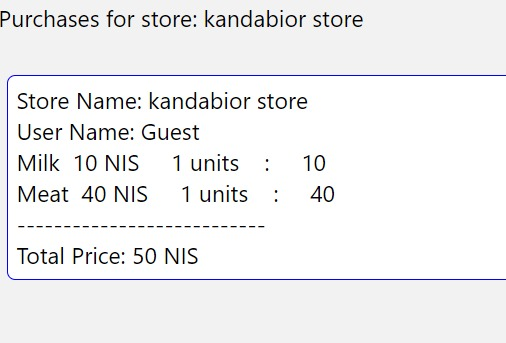 Purchases for store: kandabior store
Store Name: kandabior store
User Name: Guest
Milk  10 NIS     1 units    :     10
Meat  40 NIS     1 units    :     40
---------------------------
Total Price: 50 NIS